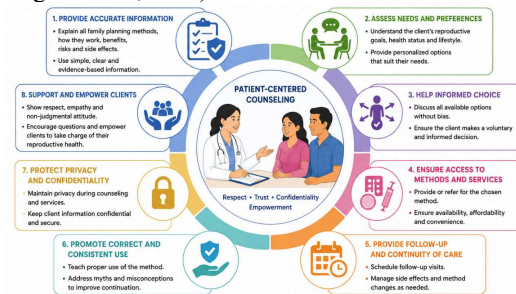 1. PROVIDE ACCURATE INFORMATION
• Explain all family planning methods,
how they work, benefits,
risks and side effects.
• Use simple, clear and
evidence-based information.
2. ASSESS NEEDS AND PREFERENCES
• Understand the client's reproductive
goals, health status and lifestyle.
• Provide personalized options
that suit their needs.
8. SUPPORT AND EMPOWER CLIENTS
• Show respect, empathy and
non-judgmental attitude.
• Encourage questions and empower
clients to take charge of their
reproductive health.
PATIENT-CENTERED
COUNSELING
Respect • Trust • Confidentiality
Empowerment
3. HELP INFORMED CHOICE
• Discuss all available options
without bias.
• Ensure the client makes a voluntary
and informed decision.
7. PROTECT PRIVACY
AND CONFIDENTIALITY
• Maintain privacy during counseling
and services.
• Keep client information confidential
and secure.
4. ENSURE ACCESS TO
METHODS AND SERVICES
• Provide or refer for the chosen
method.
• Ensure availability, affordability
and convenience.
6. PROMOTE CORRECT AND
CONSISTENT USE
• Teach proper use of the method.
• Address myths and misconceptions
to improve continuation.
5. PROVIDE FOLLOW-UP
AND CONTINUITY OF CARE
• Schedule follow-up visits.
• Manage side effects and method
changes as needed.